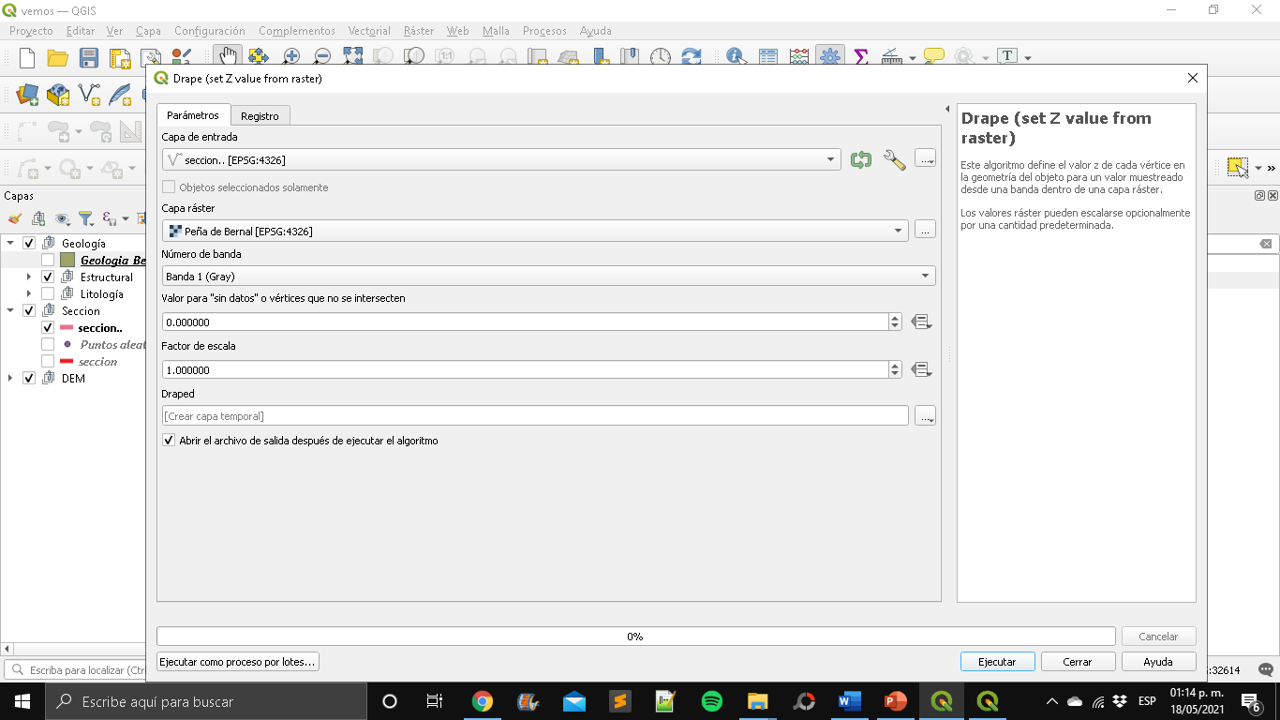 vemos — QGIS
Proyecto Editar Ver Capa Configuración Complementos Vectorial Ráster Web Malla Procesos Ayuda
Drape (set Z value from raster)
Parámetros Registro
Capa de entrada
seccion.. [EPSG:4326]
Objetos seleccionados solamente
Capa ráster
Peña de Bernal [EPSG:4326]
Número de banda
Banda 1 (Gray)
Valor para "sin datos" o vértices que no se intersecten
0.000000
Factor de escala
1.000000
Draped
[Crear capa temporal]
Abrir el archivo de salida después de ejecutar el algoritmo
Drape (set Z value from
raster)
Este algoritmo define el valor z de cada vértice en
la geometría del objeto para un valor muestreado
desde una banda dentro de una capa ráster.
Los valores ráster pueden escalarse opcionalmente
por una cantidad predeterminada.
Capas
Geología
Geologia Be
Estructural
Litología
Seccion
seccion..
Puntos aleat
seccion
DEM
0%
Cancelar
Ejecutar como proceso por lotes...
Ejecutar
Cerrar
Ayuda
Escriba para localizar (Ctr
:32614
Escribe aquí para buscar
ESP
01:14 p. m.
18/05/2021
6